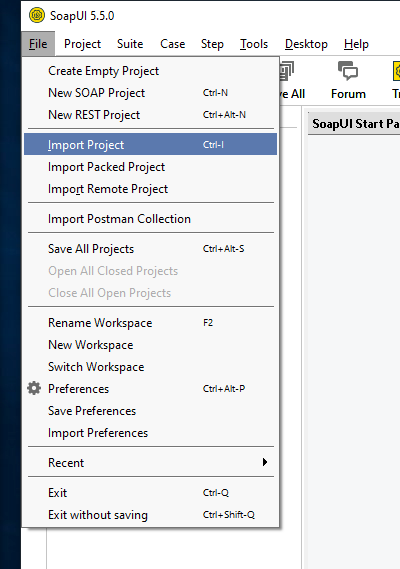 SoapUI 5.5.0
File Project Suite Case Step Tools Desktop Help
Create Empty Project
New SOAP Project Ctrl-N
New REST Project Ctrl+Alt-N
Import Project Ctrl-I
Import Packed Project
Import Remote Project
Import Postman Collection
Save All Projects Ctrl+Alt-S
Open All Closed Projects
Close All Open Projects
Rename Workspace F2
New Workspace
Switch Workspace
Preferences Ctrl+Alt-P
Save Preferences
Import Preferences
Recent
Exit Ctrl-Q
Exit without saving Ctrl+Shift-Q
All Forum
SoapUI Start Pa